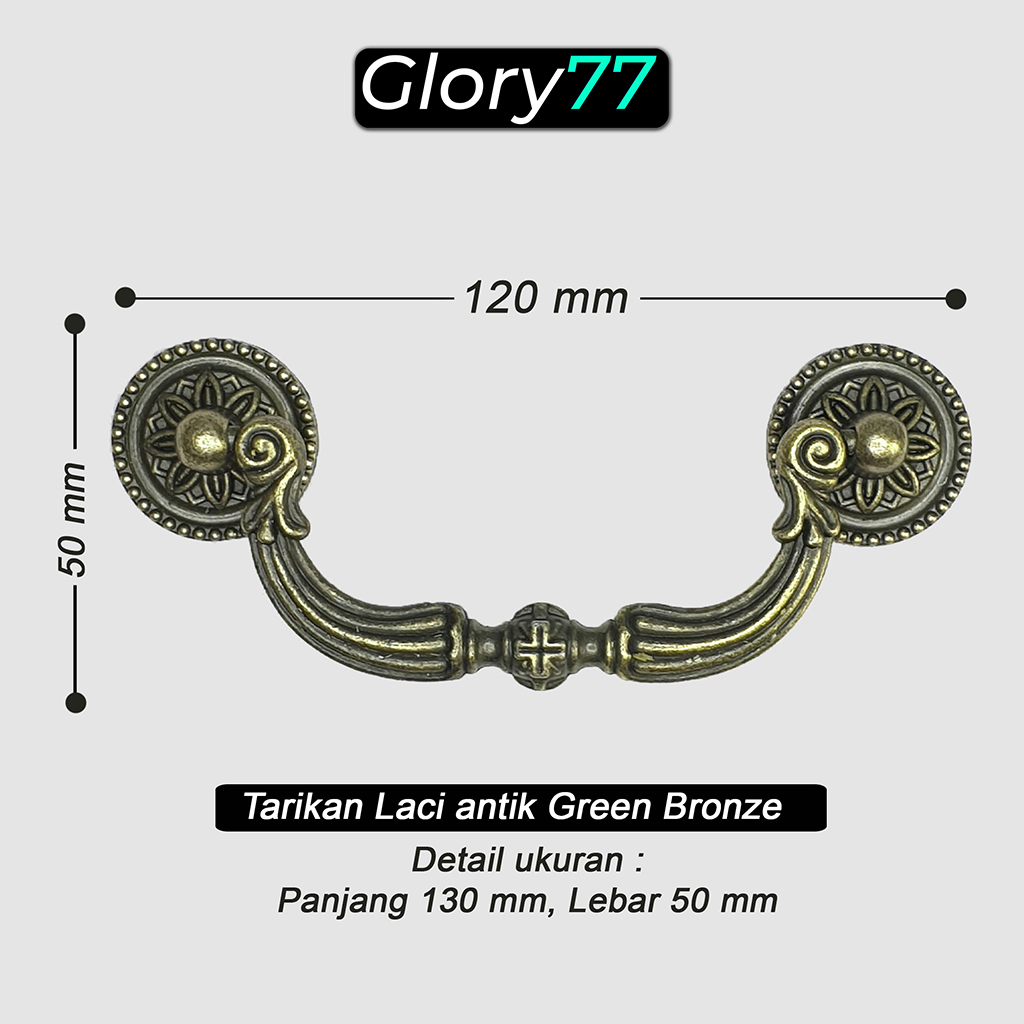 Glory77
120 mm
50 mm
Tarikan Laci antik Green Bronze
Detail ukuran :
Panjang 130 mm, Lebar 50 mm